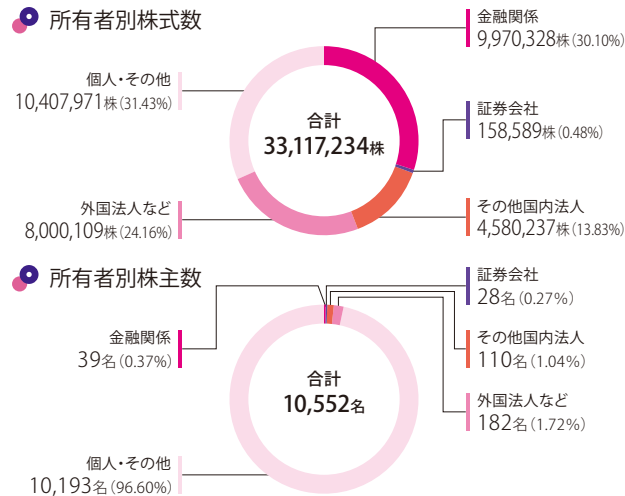 所有者別株式数
金融関係
9,970,328株(30.10%)
個人・その他
10,407,971株(31.43%)
合計
33,117,234株
証券会社
158,589株(0.48%)
外国法人など
8,000,109株(24.16%)
その他国内法人
4,580,237株(13.83%)
所有者別株主数
証券会社
28名(0.27%)
金融関係
39名(0.37%)
その他国内法人
110名(1.04%)
合計
10,552名
外国法人など
182名(1.72%)
個人・その他
10,193名(96.60%)